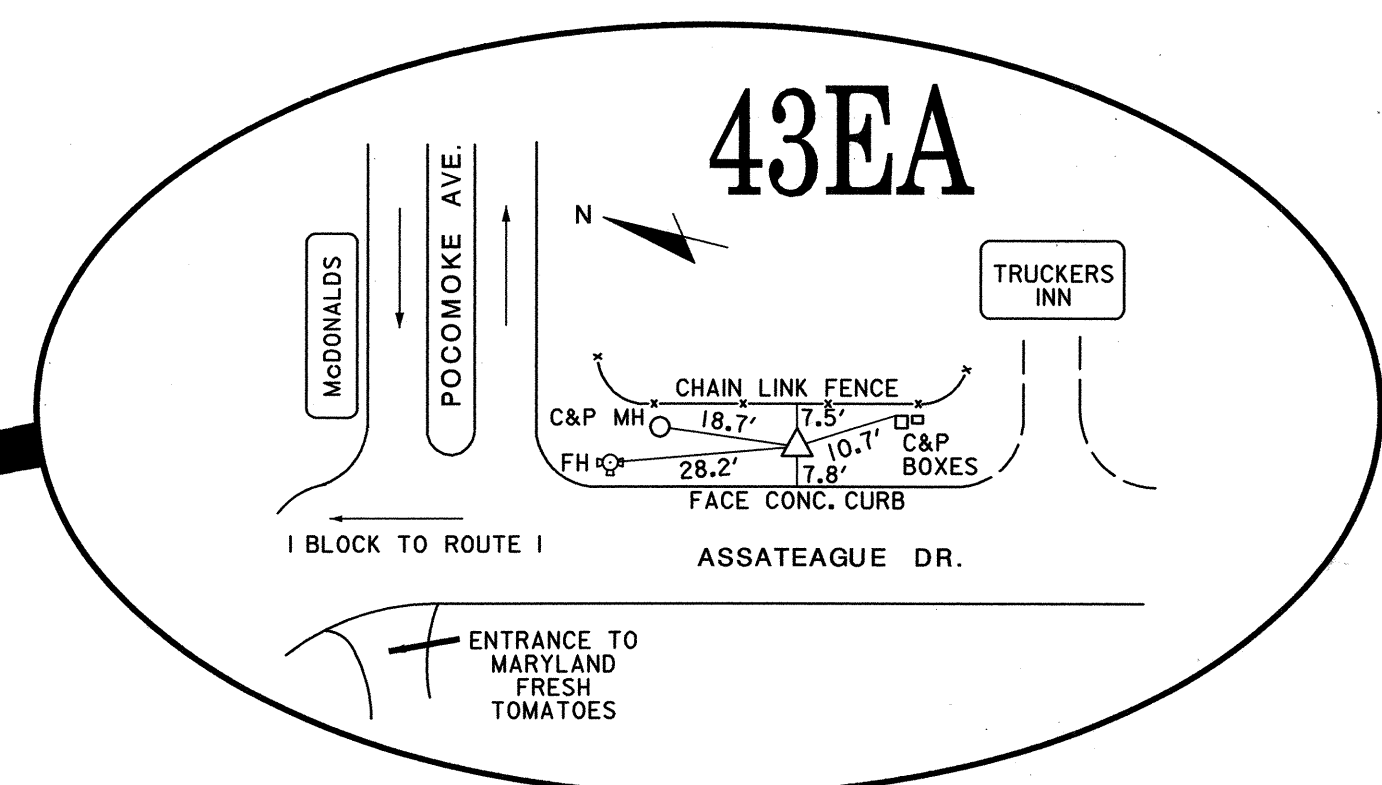 43EA
N
POCOMOKE AVE.
McDONALDS
TRUCKERS
INN
CHAIN LINK FENCE
C&P MH
18.7'
7.5'
10.7'
C&P
BOXES
FH
28.2'
7.8'
FACE CONC. CURB
1 BLOCK TO ROUTE 1
ASSATEAGUE DR.
ENTRANCE TO
MARYLAND
FRESH
TOMATOES